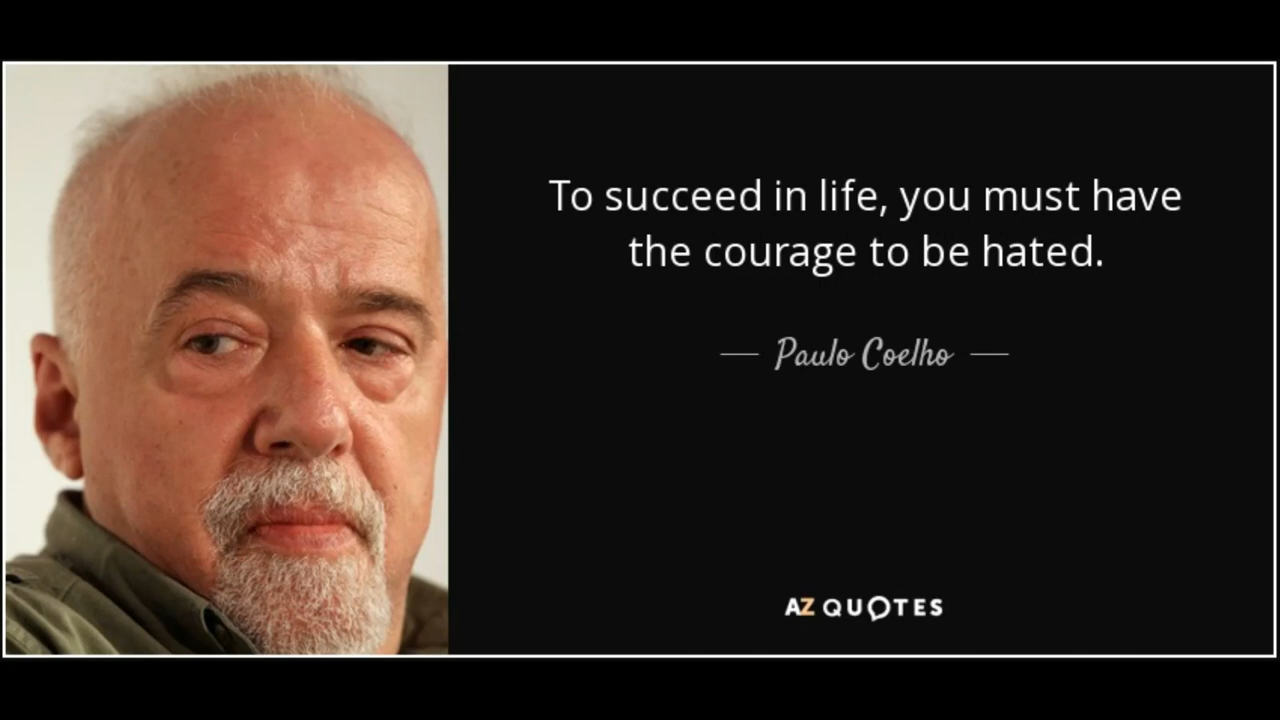 To succeed in life, you must have
the courage to be hated.
— Paulo Coelho —
AZ QUOTES